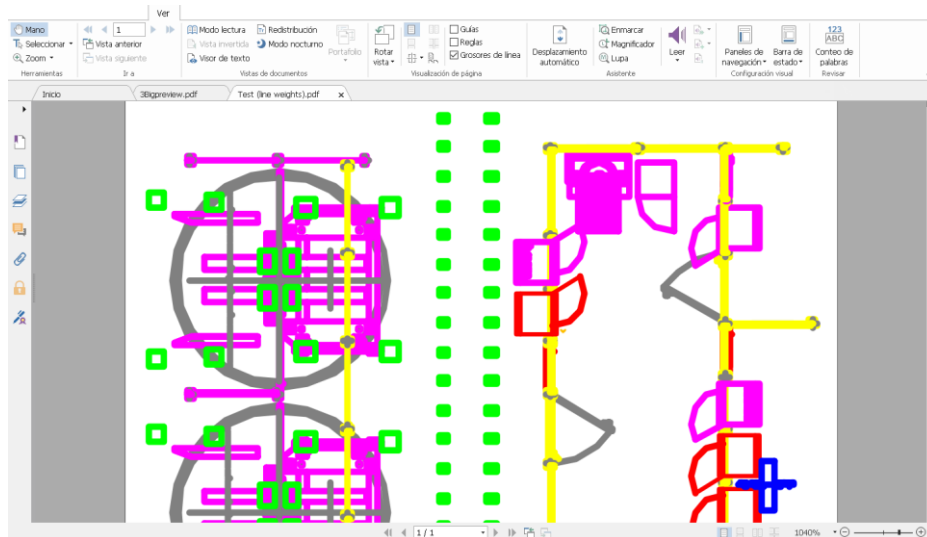 Ver
Mano
1
Modo lectura
Redistribución
Guías
Enmarcar
123
ABC
Seleccionar
Vista anterior
Vista invertida
Modo nocturno
Portafolio
Rotar
vista
Reglas
Desplazamiento
automático
Magnificador
Leer
Paneles de
navegación
Barra de
estado
Conteo de
palabras
Zoom
Vista siguiente
Visor de texto
Grosores de línea
Lupa
Herramientas
Ir a
Vistas de documentos
Visualización de página
Asistente
Configuración visual
Revisar
Inicio
3Bigpreview.pdf
Test (line weights).pdf
x
1 / 1
1040%